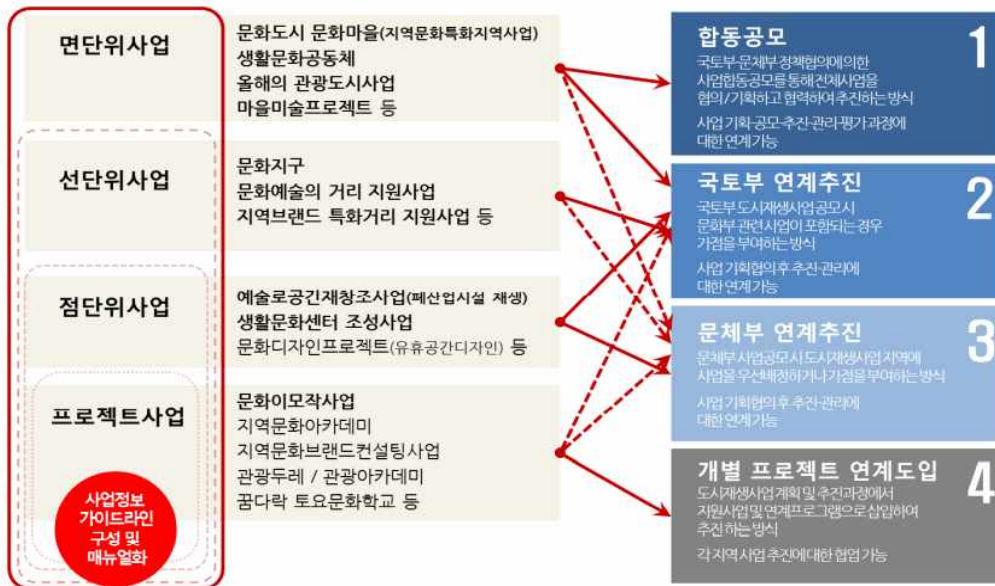 면단위사업
문화도시 문화마을(지역문화특화지역사업)
생활문화공동체
올해의 관광도시사업
마을미술프로젝트 등
선단위사업
문화지구
문화예술의 거리 지원사업
지역브랜드 특화거리 지원사업 등
점단위사업
예술로공간재창조사업(폐산업시설 재생)
생활문화센터 조성사업
문화디자인프로젝트(유휴공간디자인) 등
프로젝트사업
문화이모작사업
지역문화아카데미
지역문화브랜드컨설팅사업
관광두레 / 관광아카데미
꿈다락 토요문화학교 등
사업정보
가이드라인
구성 및
매뉴얼화
합동공모
1
국토부·문체부 정책협의에 의한
사업합동공모를 통해 전체사업을
협의/기획하고 협력하여 추진하는 방식
사업 기획·공모·추진·관리·평가 과정에
대한 연계 가능
국토부 연계추진
2
국토부 도시재생사업 공모시
문화부 관련 사업이 포함되는 경우
가점을 부여하는 방식
사업 기획협의 후 추진·관리에
대한 연계 가능
문체부 연계추진
3
문체부 사업공모 시 도시재생사업 지역에
사업을 우선배정하거나 가점을 부여하는 방식
사업 기획협의 후 추진·관리에
대한 연계 가능
개별 프로젝트 연계도입
4
도시재생사업 계획 및 추진과정에서
지원사업 및 연계프로그램으로 삽입하여
추진 하는 방식
각 지역 사업 추진에 대한 협업 가능